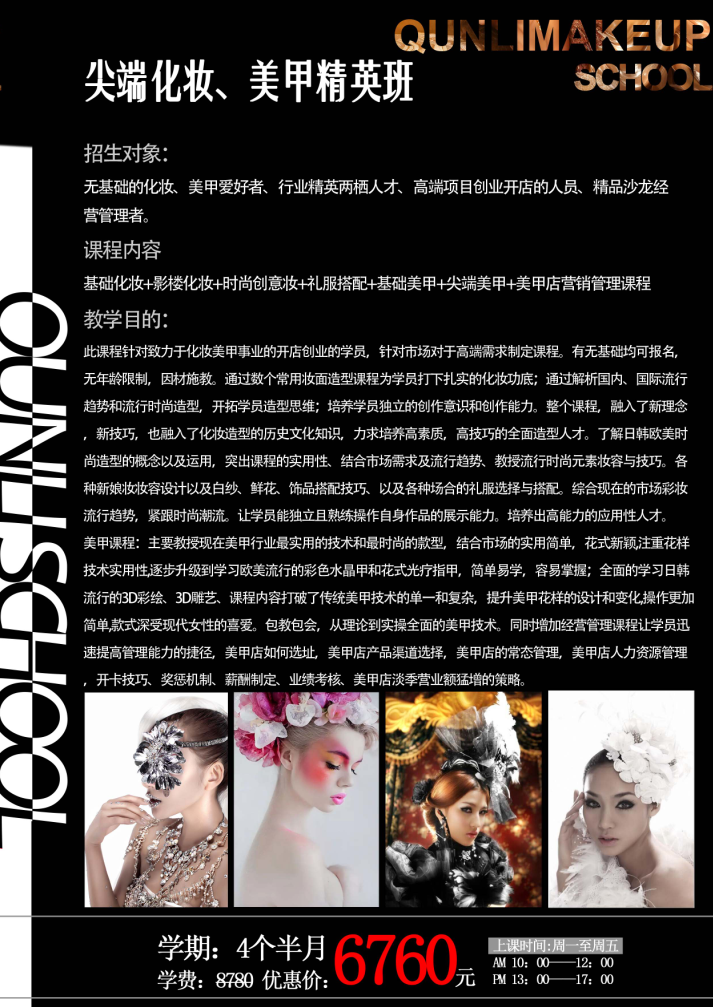 QUNLIMAKEUP
SCHOOL
尖端化妆、美甲精英班
招生对象：
无基础的化妆、美甲爱好者、行业精英两栖人才、高端项目创业开店的人员、精品沙龙经
营管理者。
课程内容
基础化妆+影楼化妆+时尚创意妆+礼服搭配+基础美甲+尖端美甲+美甲店营销管理课程
教学目的：
此课程针对致力于化妆美甲事业的开店创业的学员，针对市场对于高端需求制定课程。有无基础均可报名，
无年龄限制，因材施教。通过数个常用妆面造型课程为学员打下扎实的化妆功底；通过解析国内、国际流行
趋势和流行时尚造型，开拓学员造型思维；培养学员独立的创作意识和创作能力。整个课程，融入了新理念
，新技巧，也融入了化妆造型的历史文化知识，力求培养高素质，高技巧的全面造型人才。了解日韩欧美时
尚造型的概念以及运用，突出课程的实用性、结合市场需求及流行趋势、教授流行时尚元素妆容与技巧。各
种新娘妆妆容设计以及白纱、鲜花、饰品搭配技巧、以及各种场合的礼服选择与搭配。综合现在的市场彩妆
流行趋势，紧跟时尚潮流。让学员能独立且熟练操作自身作品的展示能力。培养出高能力的应用性人才。
美甲课程：主要教授现在美甲行业最实用的技术和最时尚的款型，结合市场的实用简单，花式新颖,注重花样
技术实用性,逐步升级到学习欧美流行的彩色水晶甲和花式光疗指甲，简单易学，容易掌握；全面的学习日韩
流行的3D彩绘、3D雕艺、课程内容打破了传统美甲技术的单一和复杂，提升美甲花样的设计和变化,操作更加
简单,款式深受现代女性的喜爱。包教包会，从理论到实操全面的美甲技术。同时增加经营管理课程让学员迅
速提高管理能力的捷径，美甲店如何选址，美甲店产品渠道选择，美甲店的常态管理，美甲店人力资源管理
，开卡技巧、奖惩机制、薪酬制定、业绩考核、美甲店淡季营业额猛增的策略。
学期：4个半月
学费：8780 优惠价：6760元
上课时间:周一至周五
AM 10：00——12：00
PM 13：00——17：00